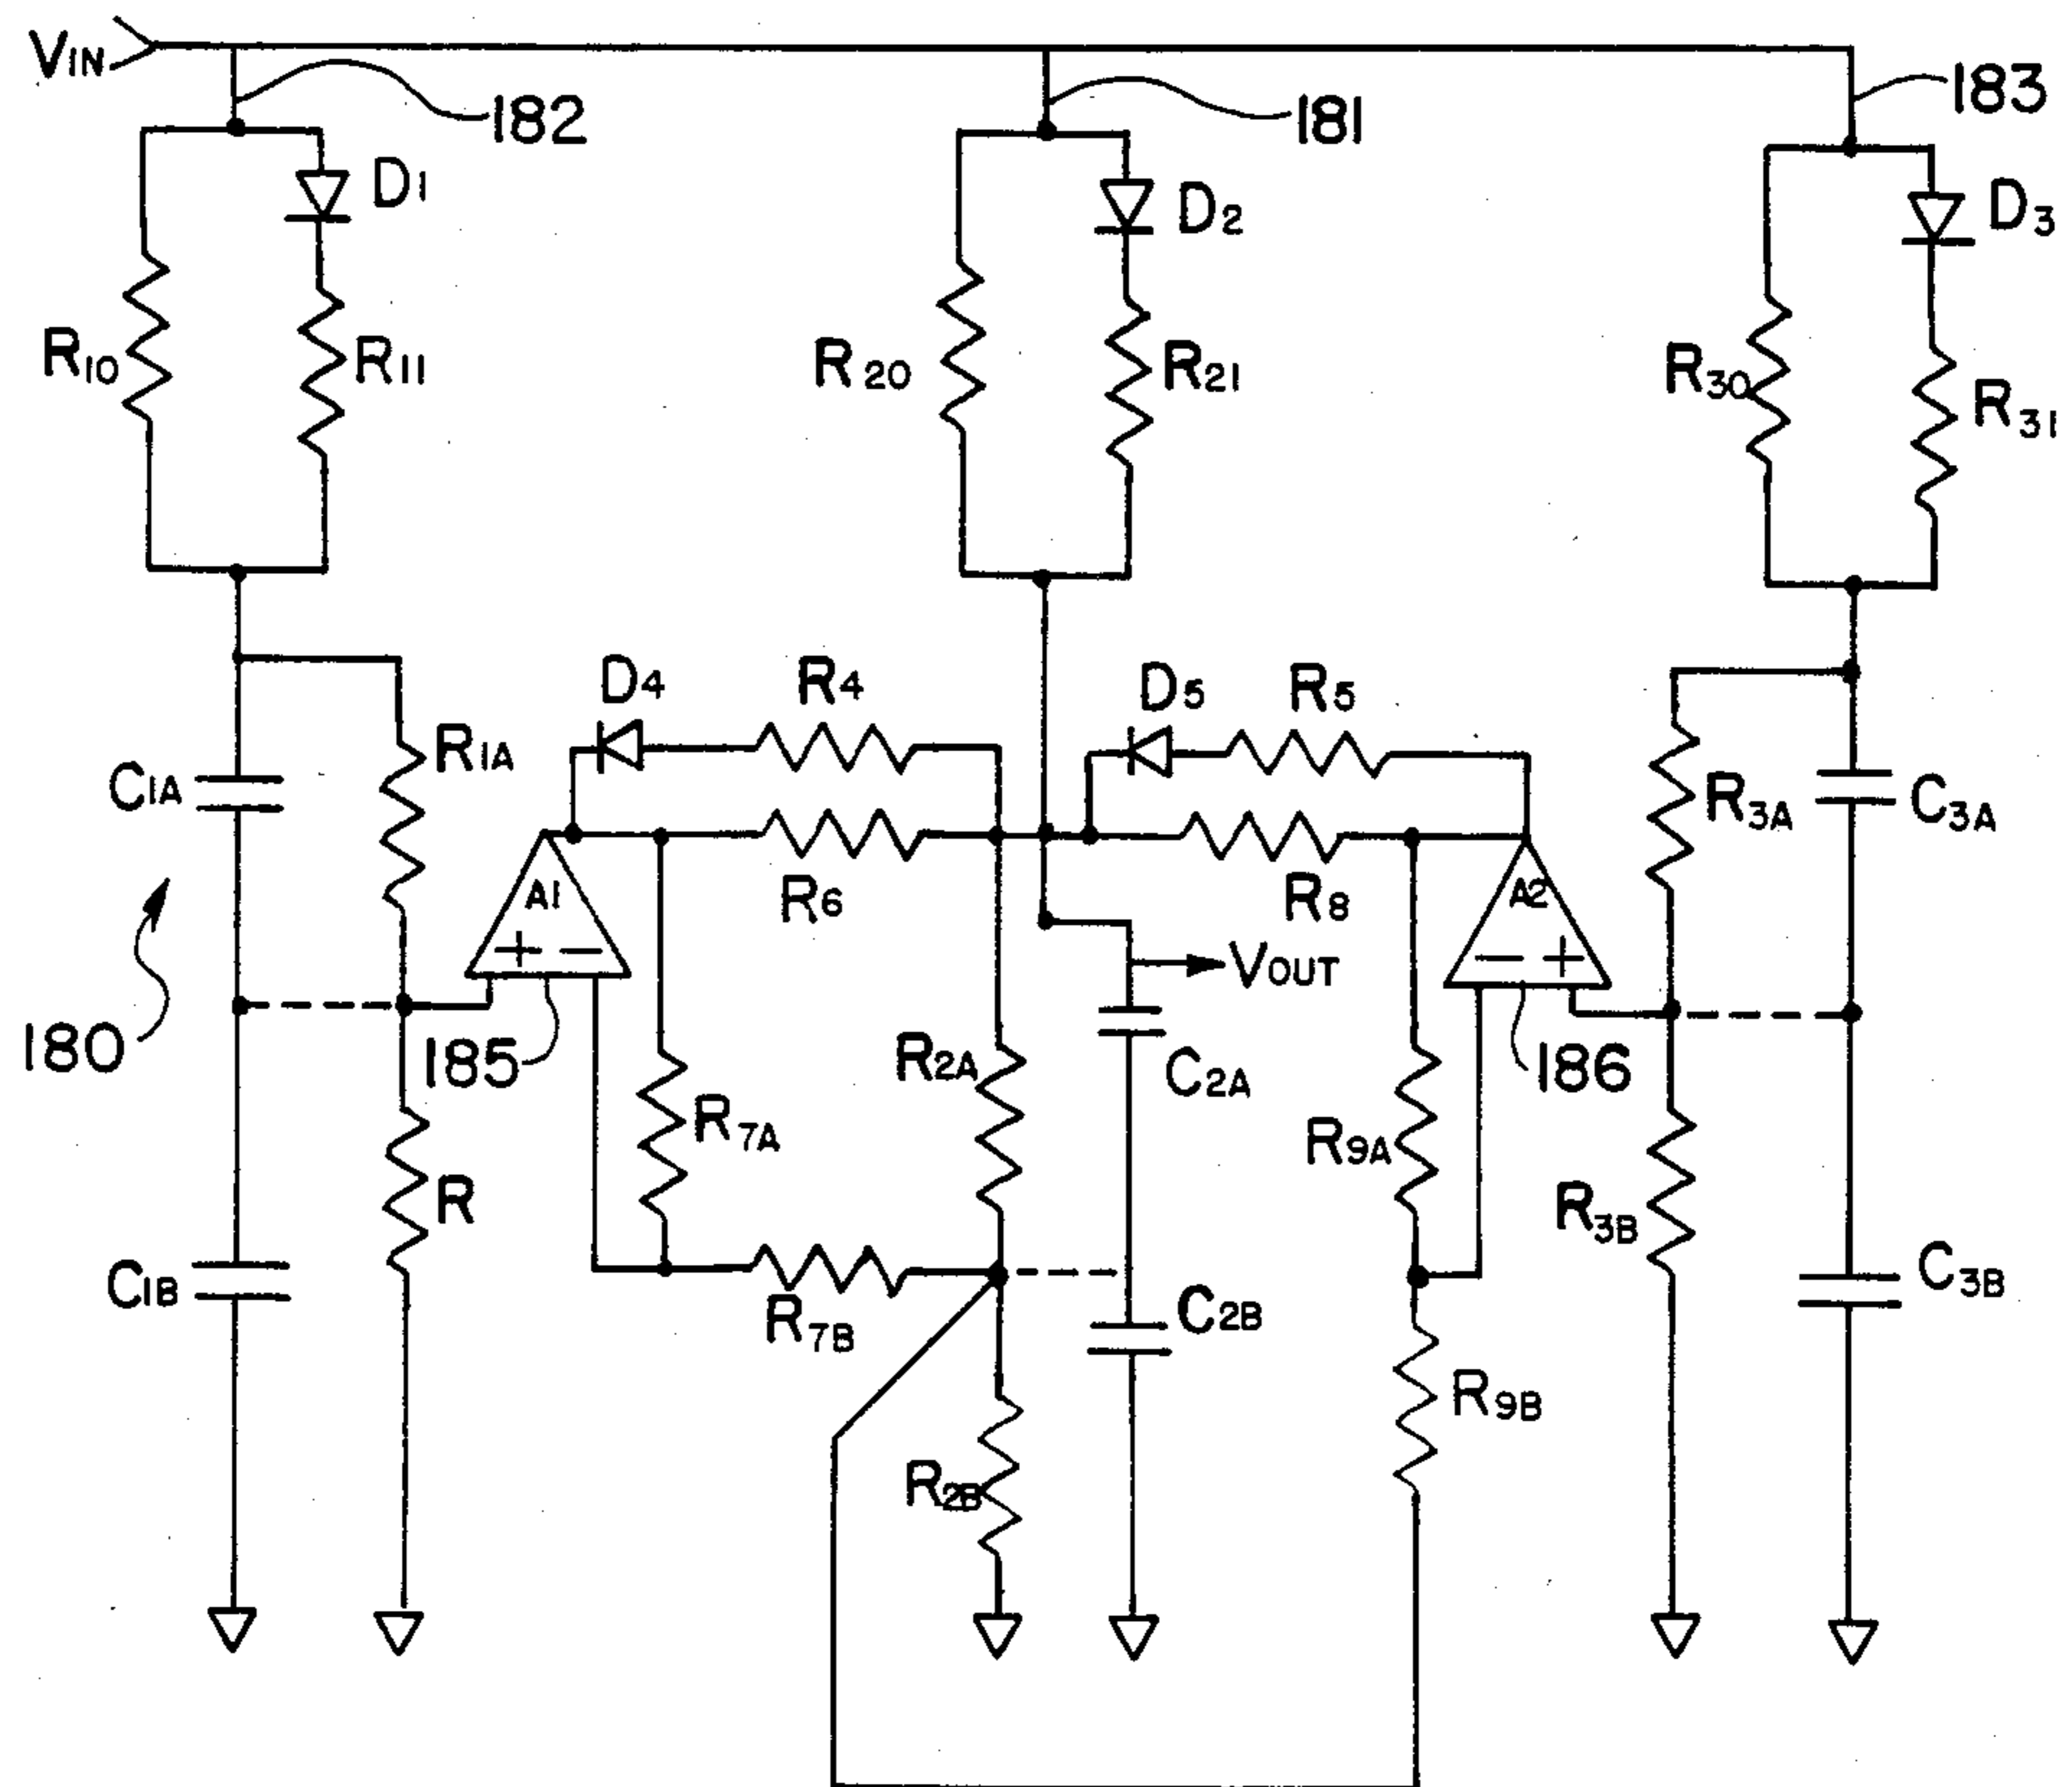 VIN
182
181
183
D1
D2
D3
R10
R11
R20
R21
R30
R31
D4
R4
D5
R5
C1A
R1A
R3A
C3A
A1
R6
R8
A2
+ −
− +
VOUT
180
185
R2A
C2A
186
R7A
R9A
R
R3B
C1B
R7B
C2B
C3B
R9B
R2B